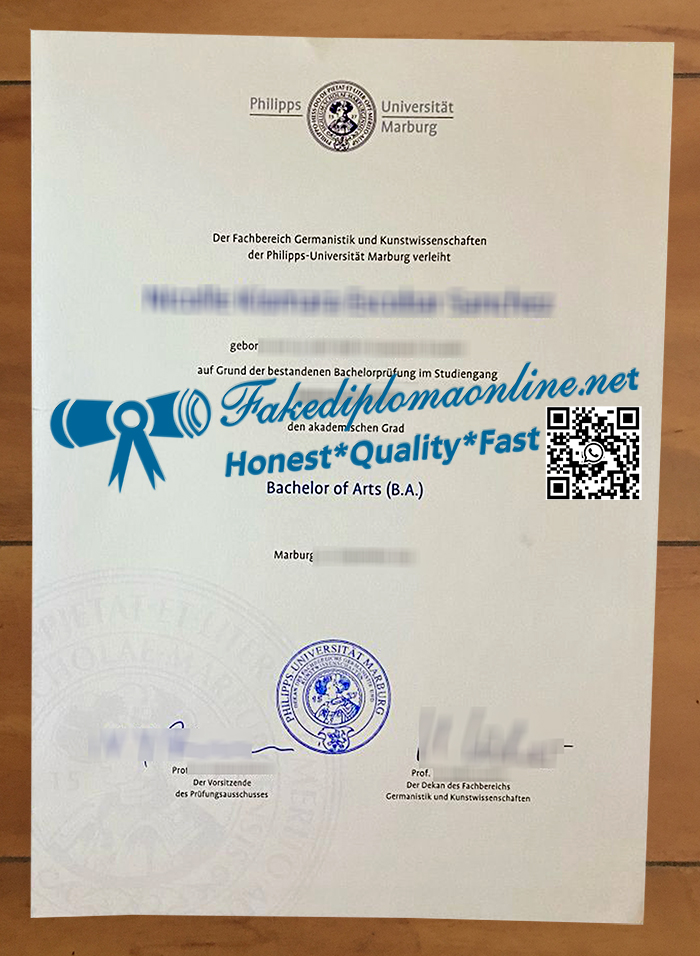 Philipps Universität
Marburg
Der Fachbereich Germanistik und Kunstwissenschaften
der Philipps-Universität Marburg verleiht
gebor
auf Grund der bestandenen Bachelorprüfung im Studiengang
Fakediplomaonline.net
den akademischen Grad
Honest*Quality*Fast
Bachelor of Arts (B.A.)
Marburg
PHILIPPS UNIVERSITÄT MARBURG
Prof. Prof.
Der Vorsitzende Der Dekan des Fachbereichs
des Prüfungsausschusses Germanistik und Kunstwissenschaften